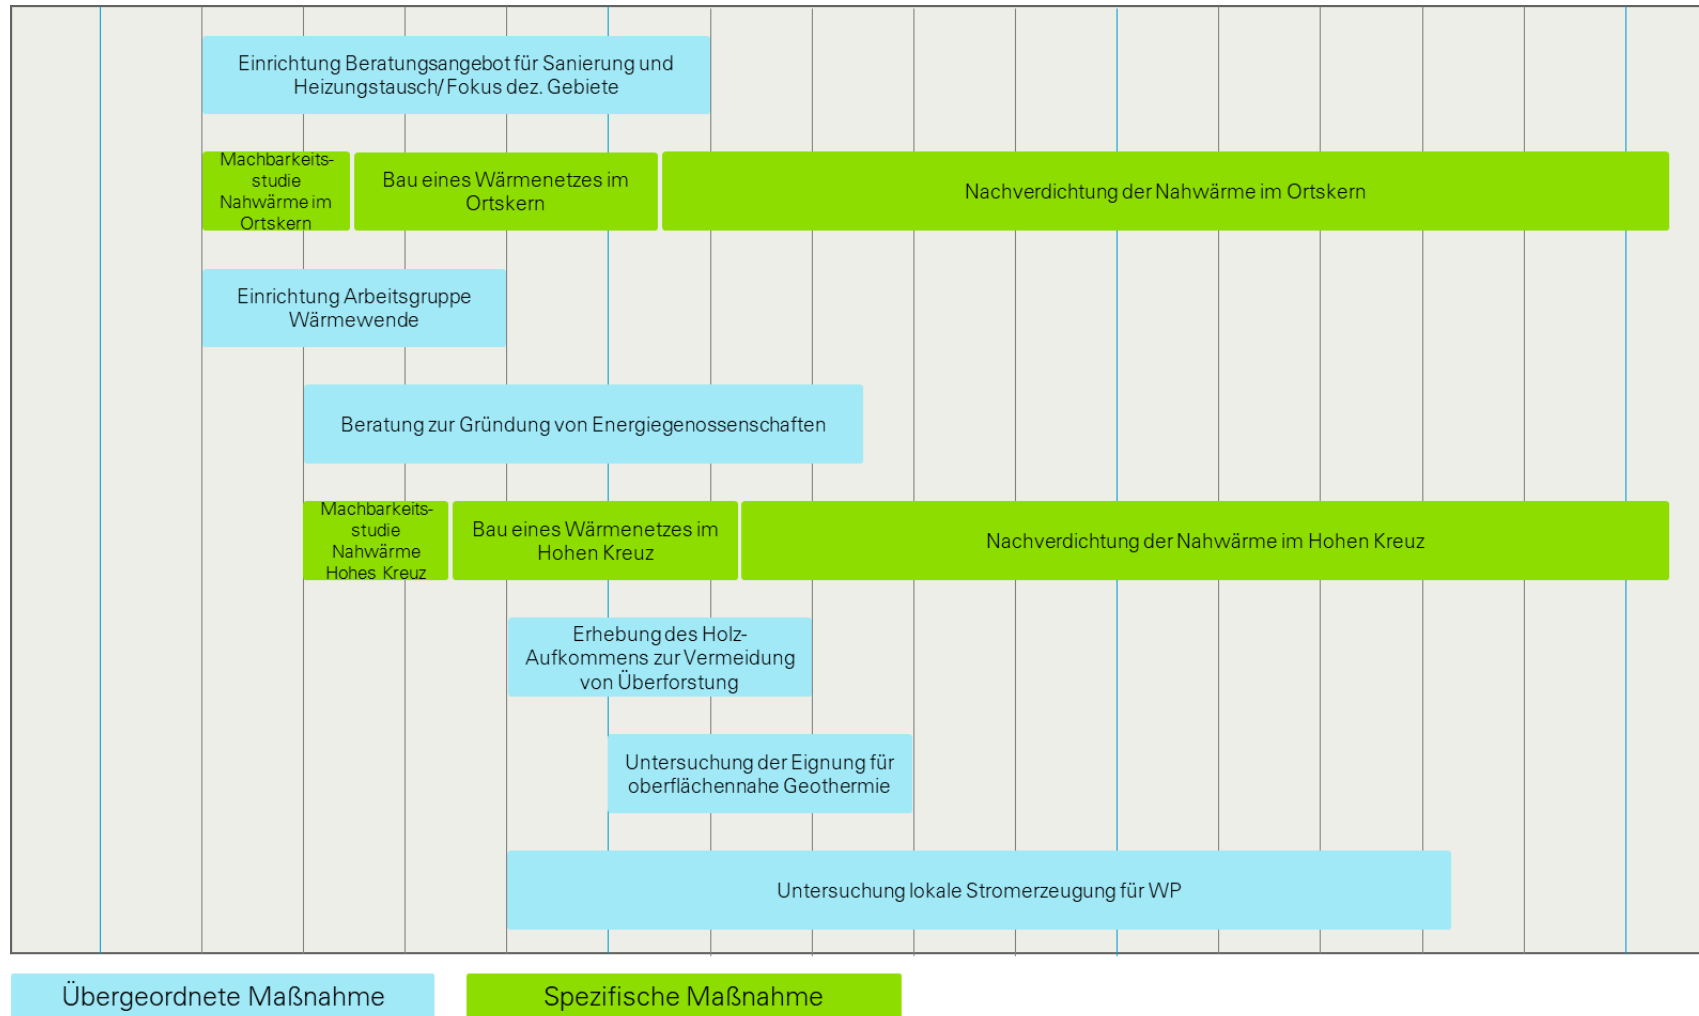 Einrichtung Beratungsangebot für Sanierung und
Heizungstausch/ Fokus dez. Gebiete
Machbarkeits-
studie
Nahwärme im
Ortskern
Bau eines Wärmenetzes im
Ortskern
Nachverdichtung der Nahwärme im Ortskern
Einrichtung Arbeitsgruppe
Wärmewende
Beratung zur Gründung von Energiegenossenschaften
Machbarkeits-
studie
Nahwärme
Hohes Kreuz
Bau eines Wärmenetzes im
Hohen Kreuz
Nachverdichtung der Nahwärme im Hohen Kreuz
Erhebung des Holz-
Aufkommens zur Vermeidung
von Überforstung
Untersuchung der Eignung für
oberflächennahe Geothermie
Untersuchung lokale Stromerzeugung für WP
Übergeordnete Maßnahme
Spezifische Maßnahme